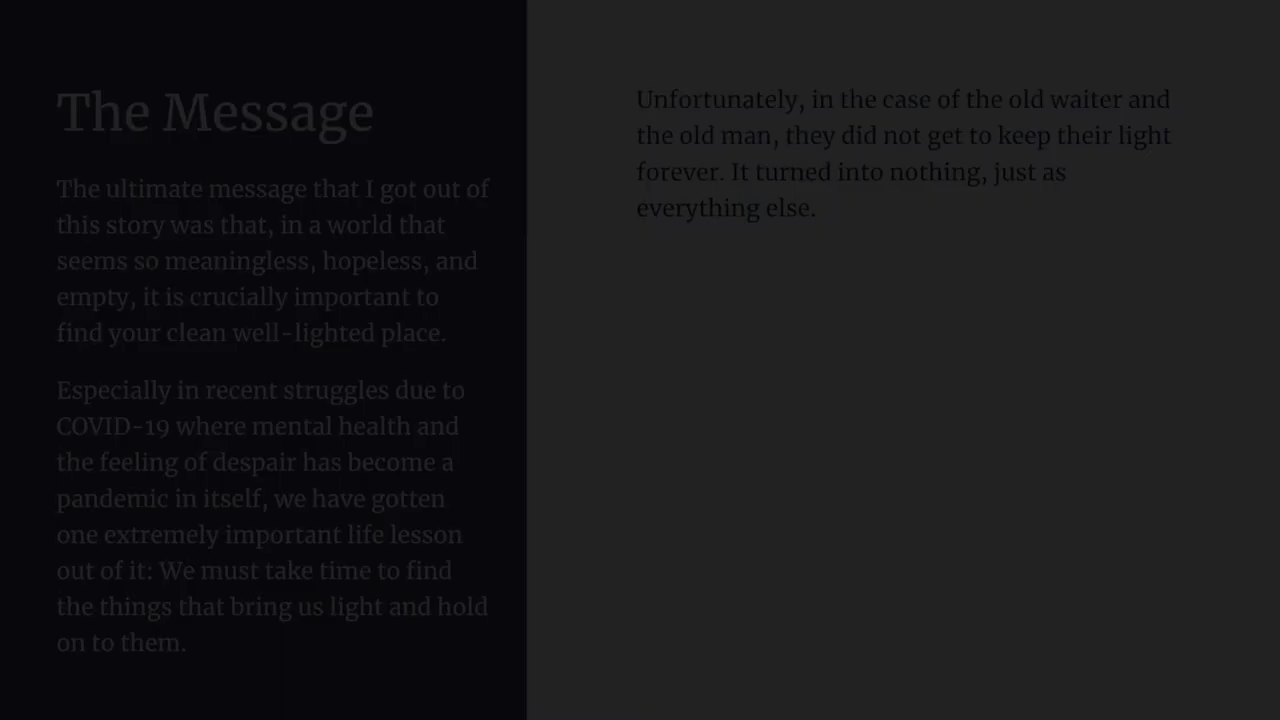 The Message
The ultimate message that I got out of
this story was that, in a world that
seems so meaningless, hopeless, and
empty, it is crucially important to
find your clean well-lighted place.
Especially in recent struggles due to
COVID-19 where mental health and
the feeling of despair has become a
pandemic in itself, we have gotten
one extremely important life lesson
out of it: We must take time to find
the things that bring us light and hold
on to them.
Unfortunately, in the case of the old waiter and
the old man, they did not get to keep their light
forever. It turned into nothing, just as
everything else.